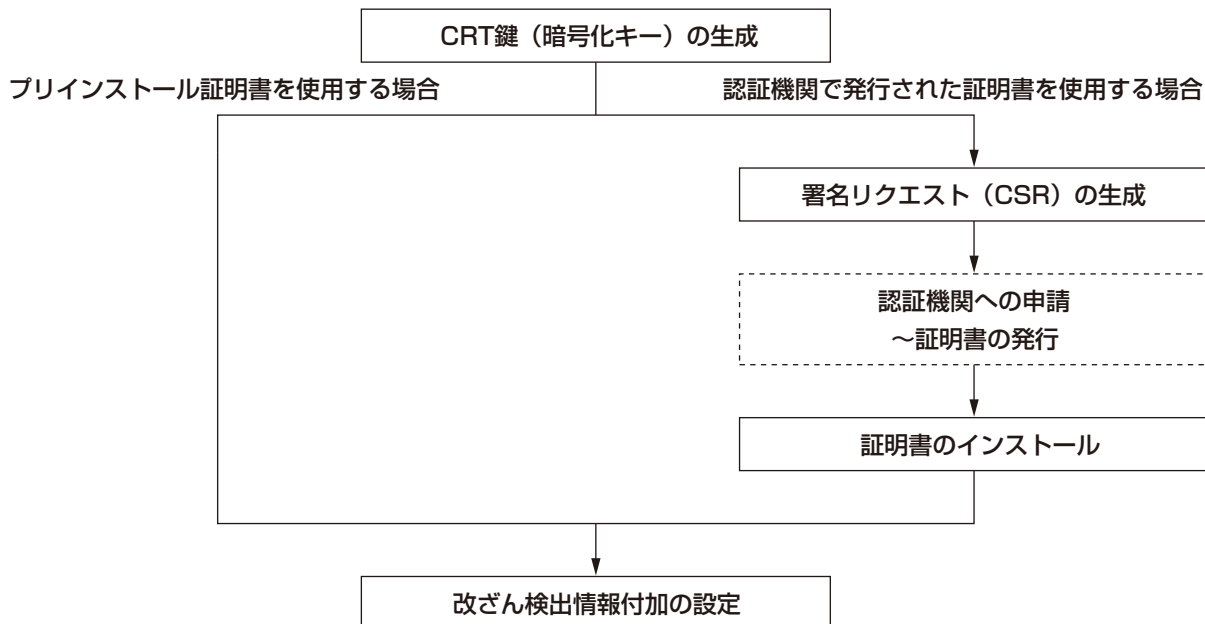 CRT鍵（暗号化キー）の生成
プリインストール証明書を使用する場合
認証機関で発行された証明書を使用する場合
署名リクエスト（CSR）の生成
認証機関への申請
～証明書の発行
証明書のインストール
改ざん検出情報付加の設定